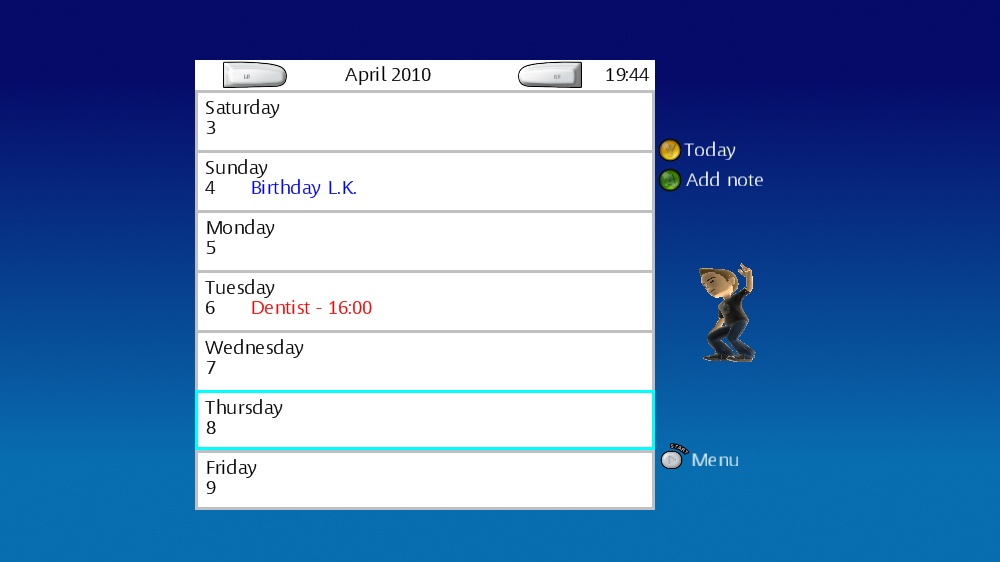 LB April 2010 RB 19:44
Saturday
3
Sunday
4 Birthday L.K.
Monday
5
Tuesday
6 Dentist - 16:00
Wednesday
7
Thursday
8
Friday
9
Y Today
A Add note
START
Menu